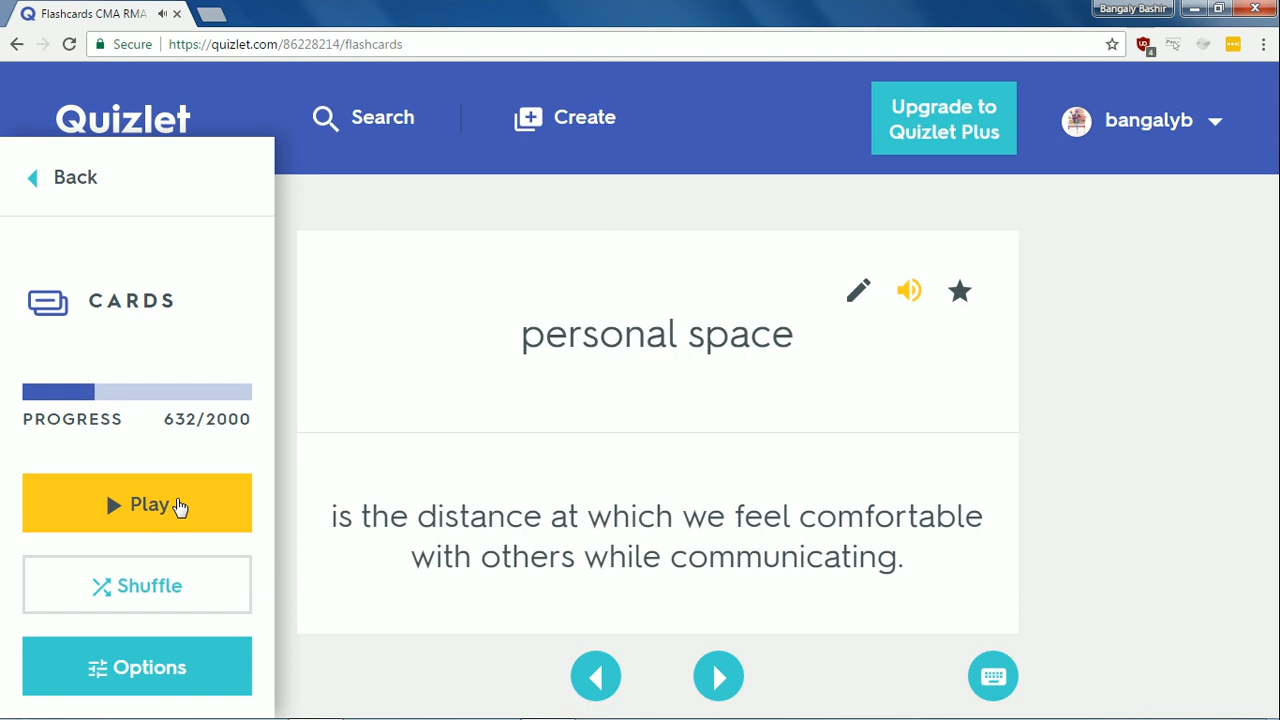 Flashcards CMA RMA
Bangaly Bashir
Secure
https://quizlet.com/86228214/flashcards
4
Quizlet
Search
Create
Upgrade to
Quizlet Plus
bangalyb
Back
CARDS
PROGRESS 632/2000
Play
Shuffle
Options
personal space
is the distance at which we feel comfortable
with others while communicating.